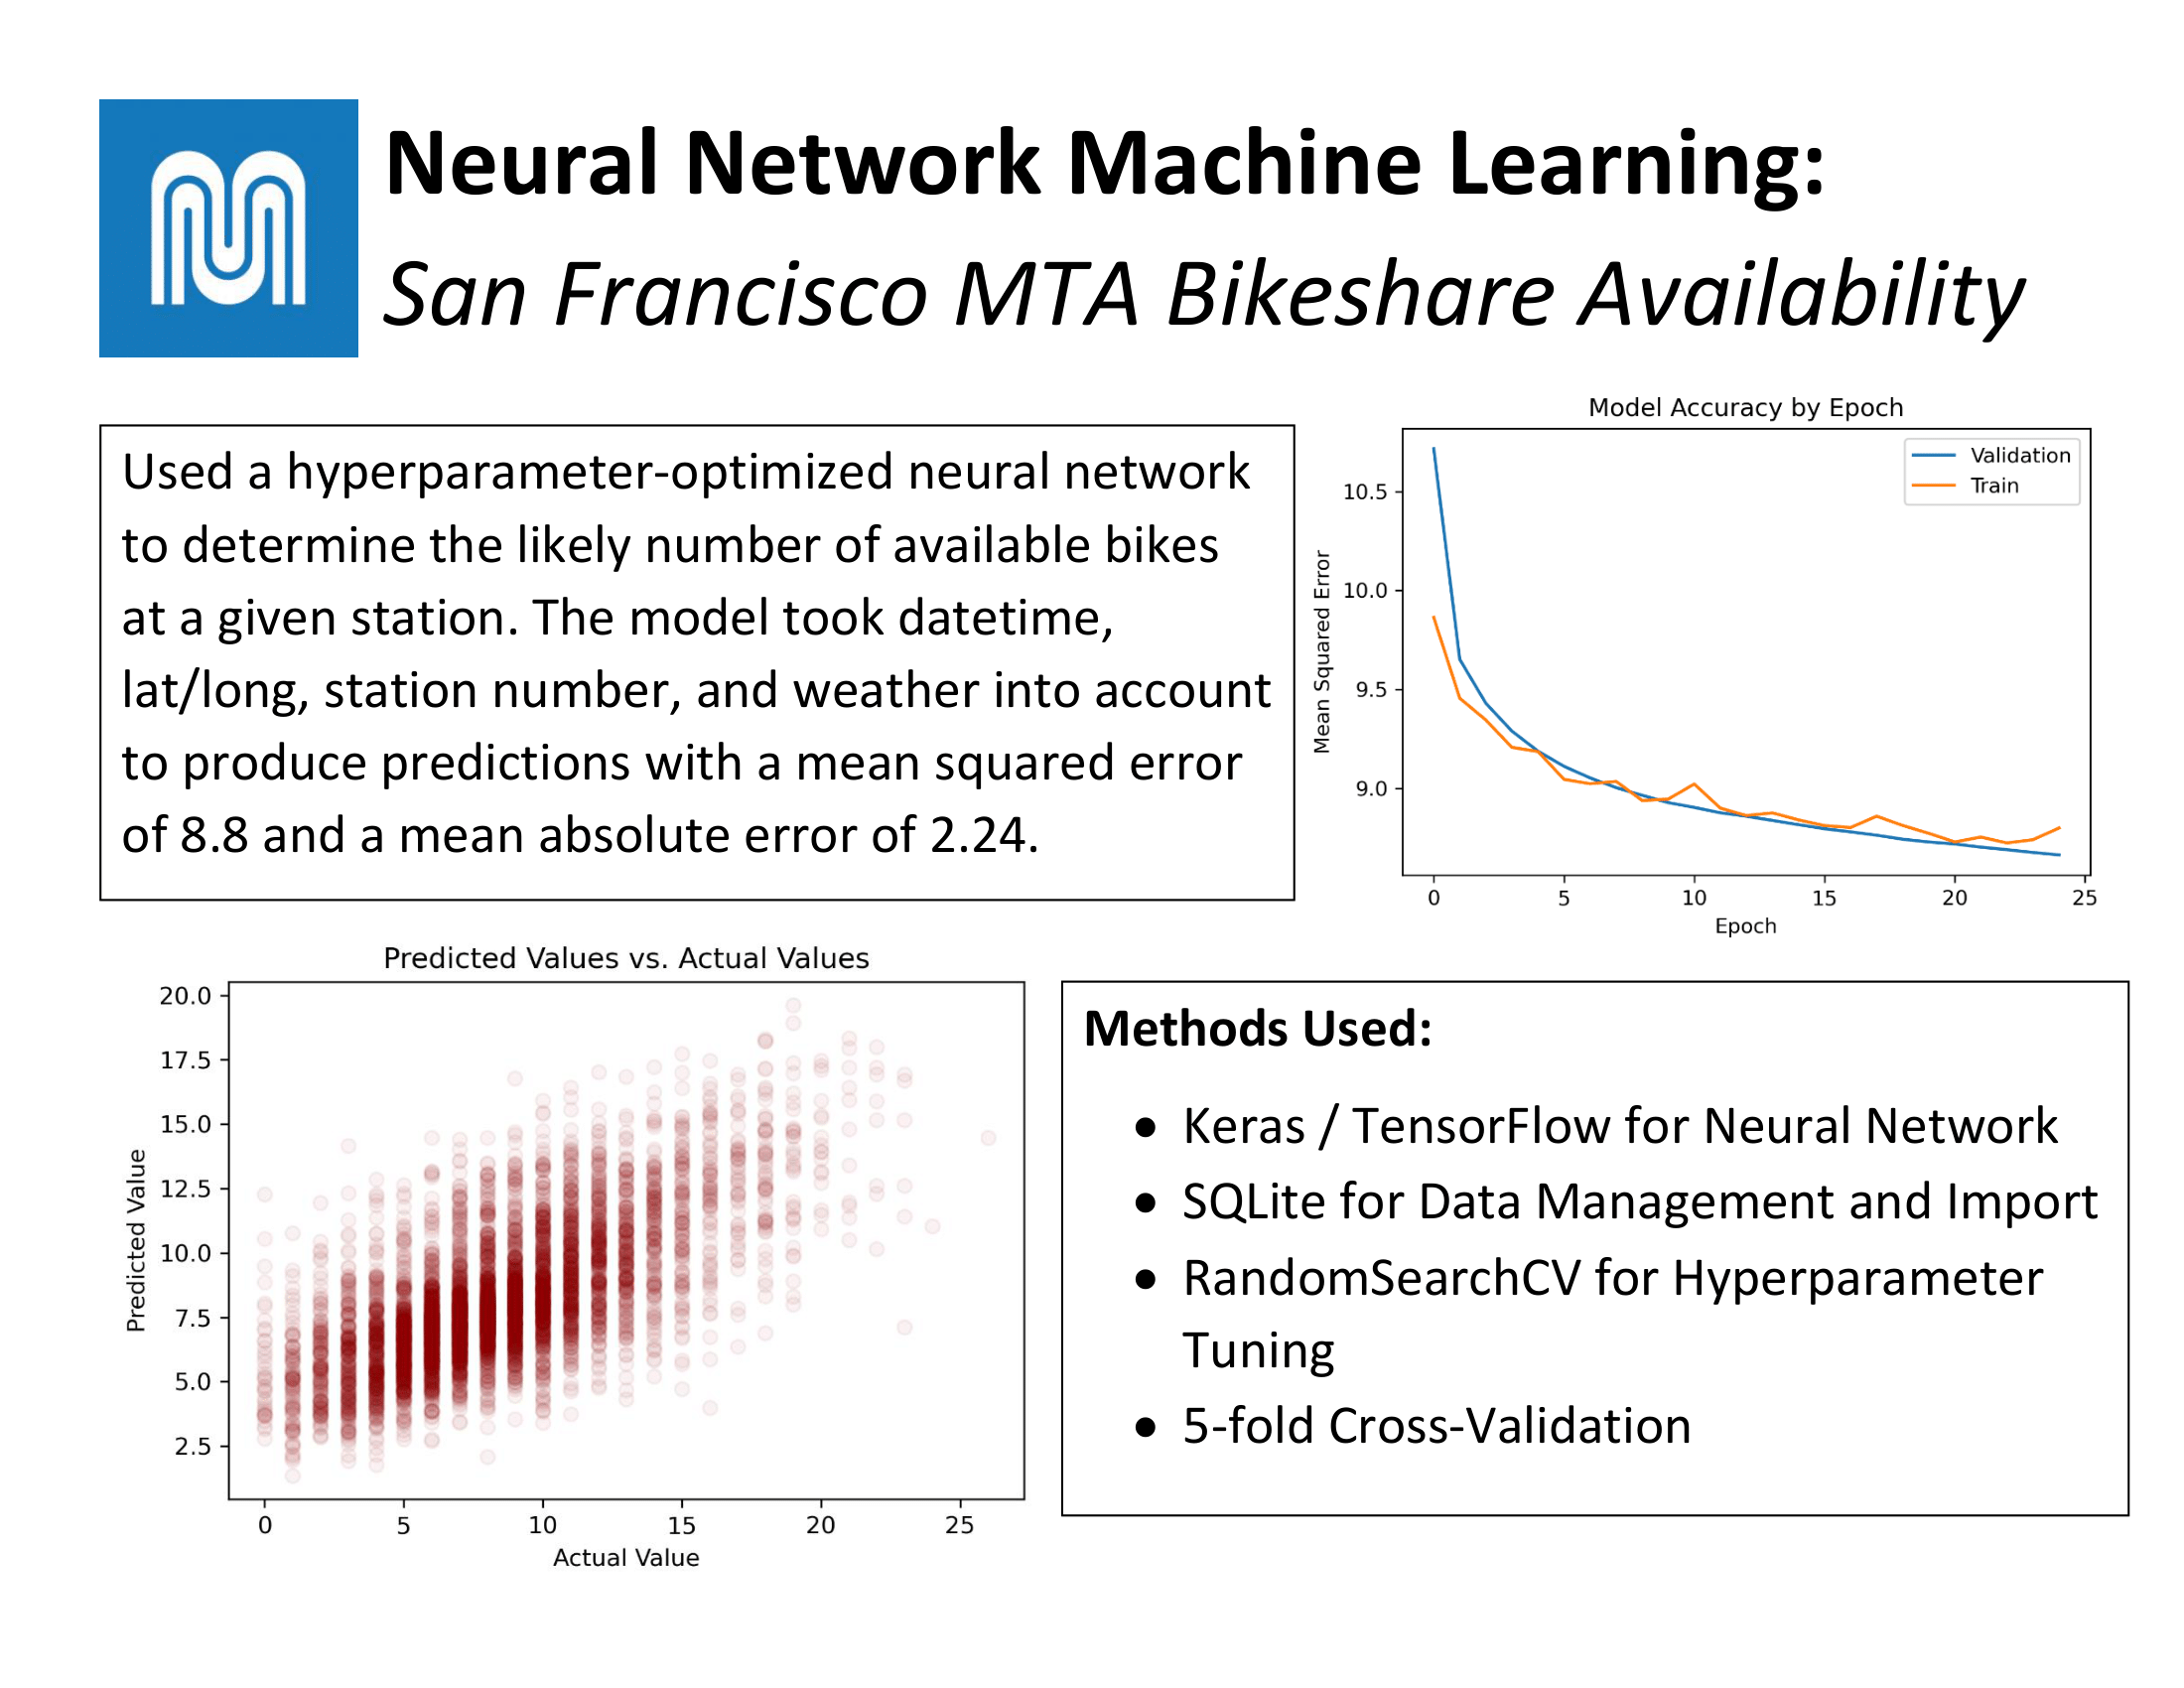 Neural Network Machine Learning:
San Francisco MTA Bikeshare Availability
Used a hyperparameter-optimized neural network
to determine the likely number of available bikes
at a given station. The model took datetime,
lat/long, station number, and weather into account
to produce predictions with a mean squared error
of 8.8 and a mean absolute error of 2.24.
Model Accuracy by Epoch
Validation
Train
Mean Squared Error
10.5
10.0
9.5
9.0
0 5 10 15 20 25
Epoch
Predicted Values vs. Actual Values
Predicted Value
20.0
17.5
15.0
12.5
10.0
7.5
5.0
2.5
0 5 10 15 20 25
Actual Value
Methods Used:
• Keras / TensorFlow for Neural Network
• SQLite for Data Management and Import
• RandomSearchCV for Hyperparameter
Tuning
• 5-fold Cross-Validation